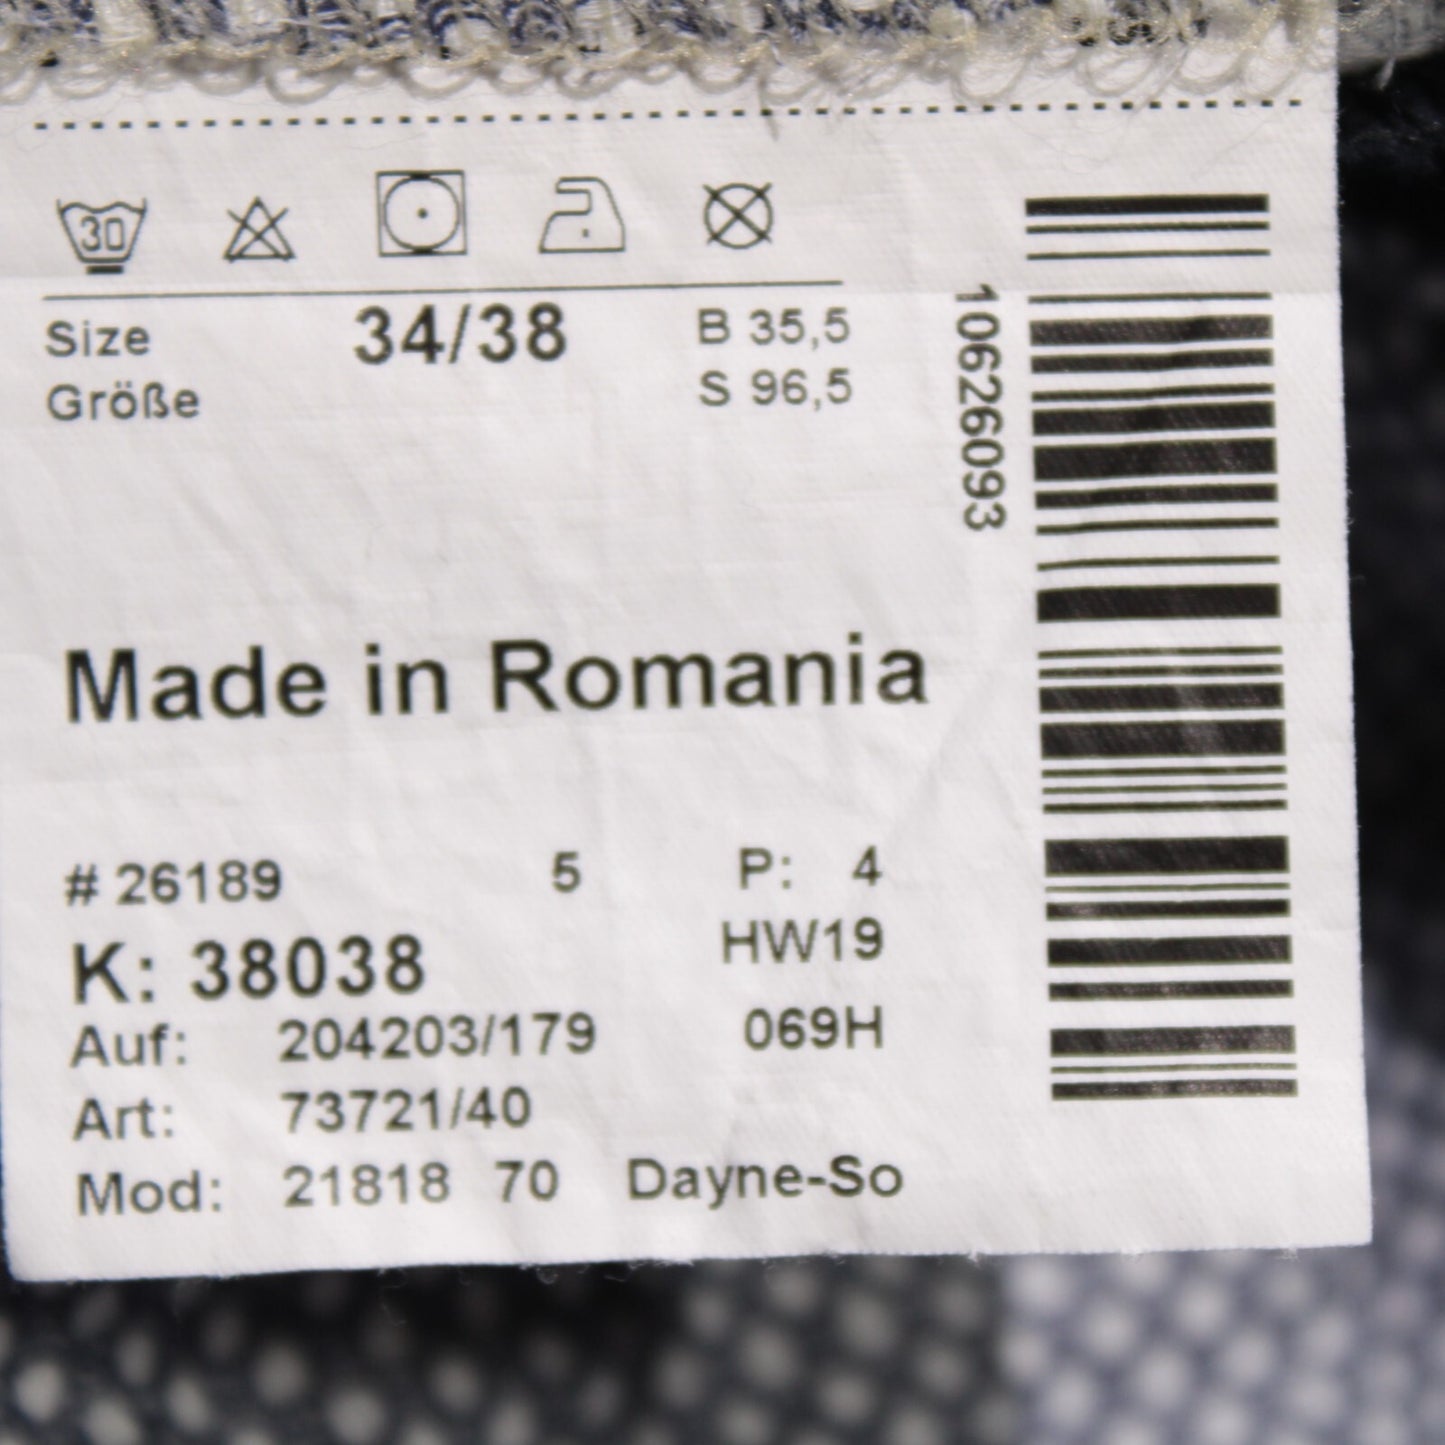 30
Size 34/38 B 35,5
Größe S 96,5
10626093
Made in Romania
# 26189 5 P: 4
K: 38038 HW19
Auf: 204203/179 069H
Art: 73721/40
Mod: 21818 70 Dayne-So